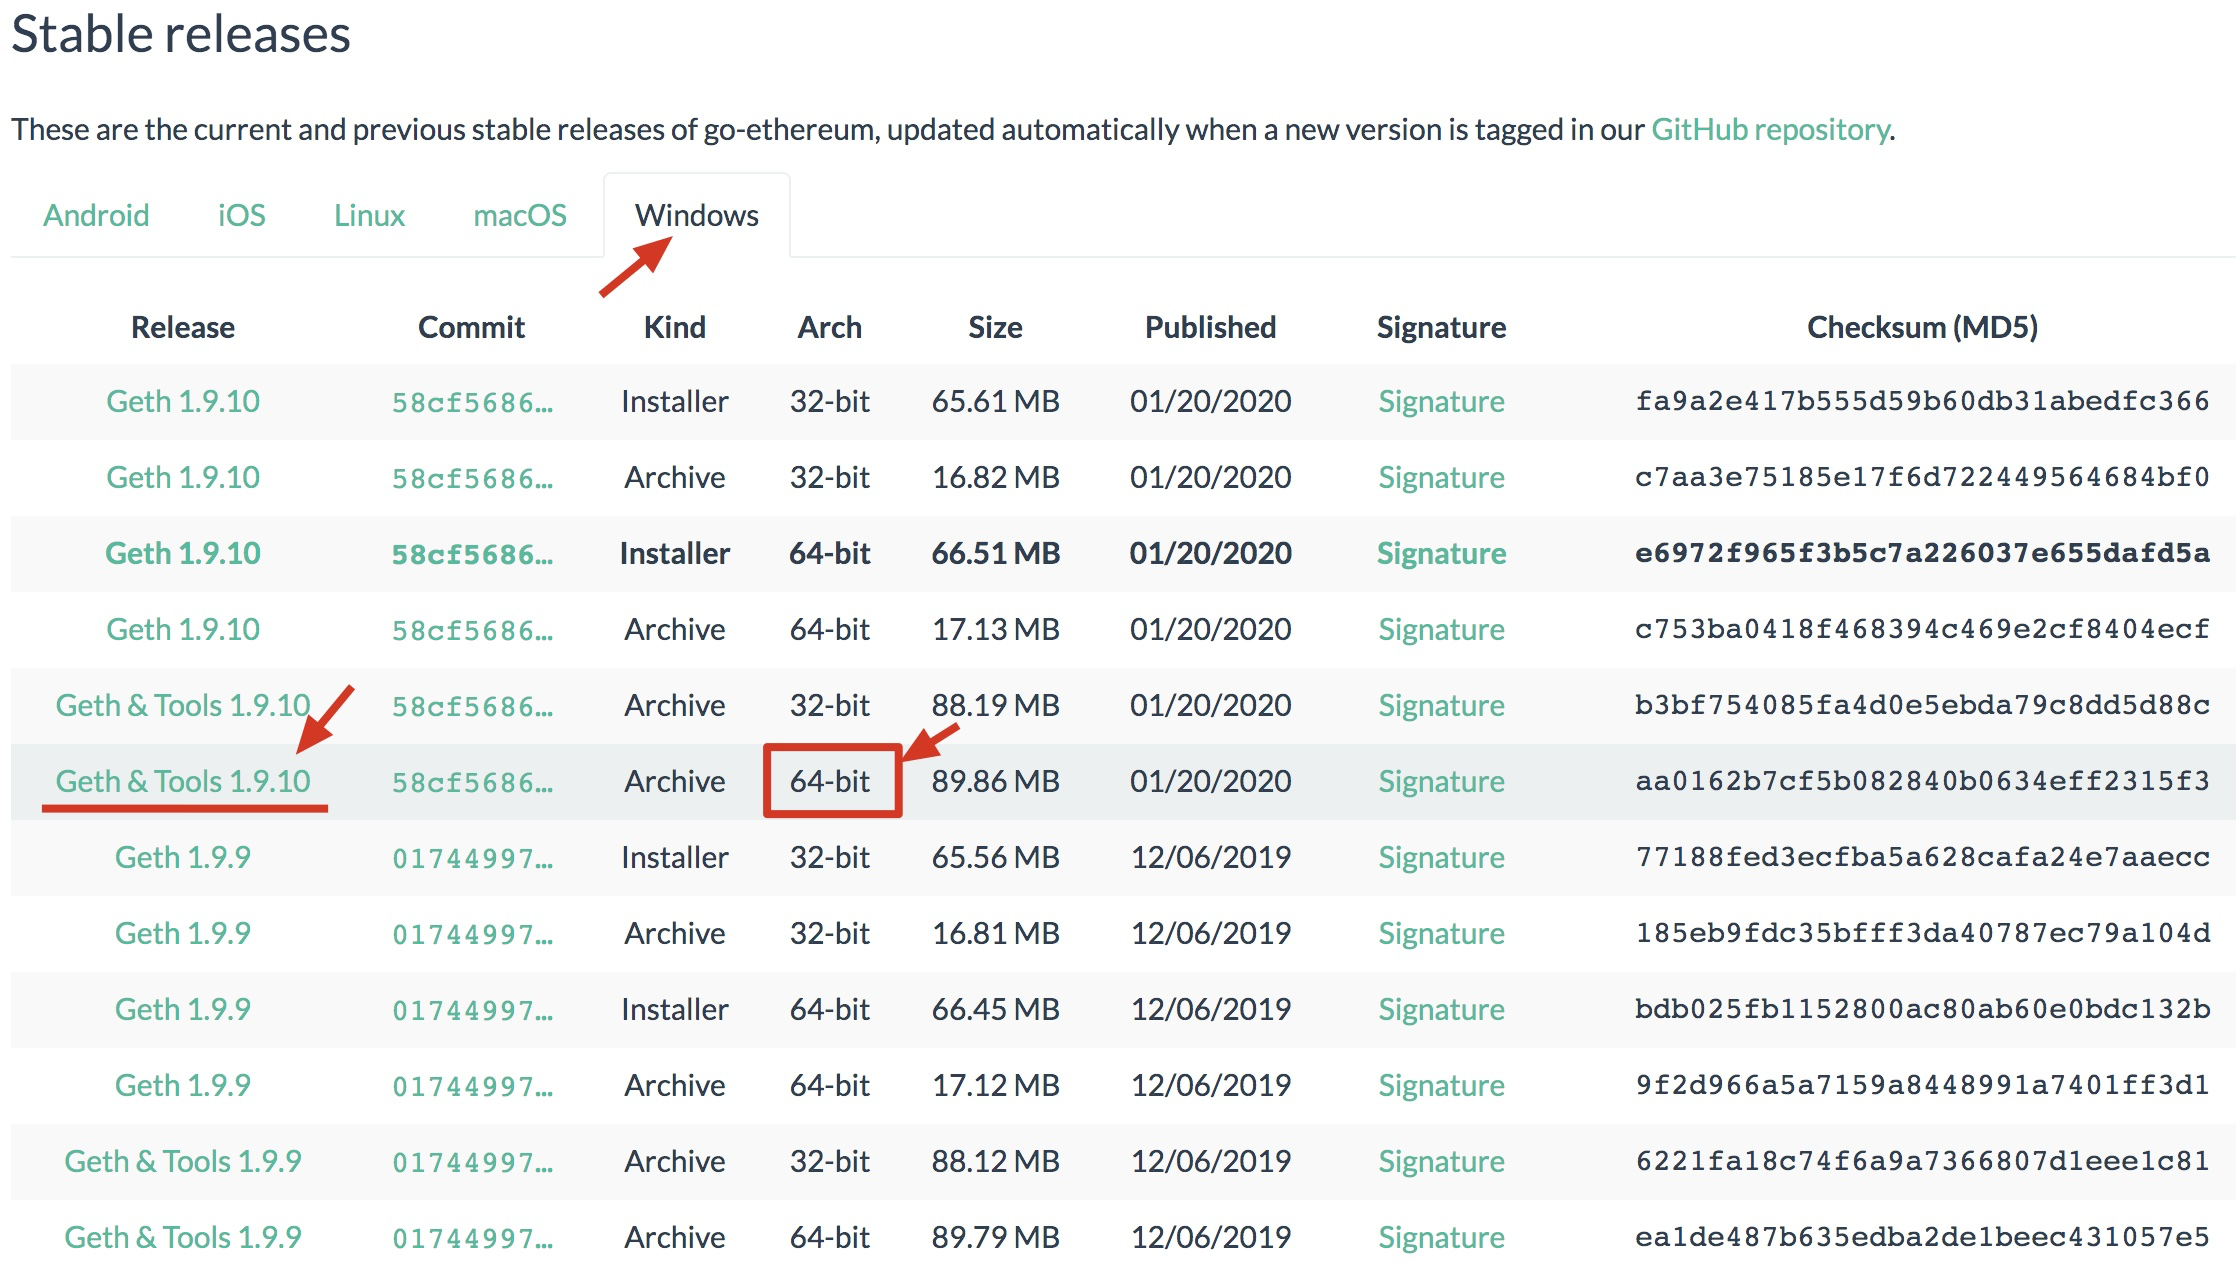 Stable releases
These are the current and previous stable releases of go-ethereum, updated automatically when a new version is tagged in our GitHub repository.
Android iOS Linux macOS Windows
Release Commit Kind Arch Size Published Signature Checksum (MD5)
Geth 1.9.10 58cf5686… Installer 32-bit 65.61 MB 01/20/2020 Signature fa9a2e417b555d59b60db31abedfc366
Geth 1.9.10 58cf5686… Archive 32-bit 16.82 MB 01/20/2020 Signature c7aa3e75185e17f6d722449564684bf0
Geth 1.9.10 58cf5686… Installer 64-bit 66.51 MB 01/20/2020 Signature e6972f965f3b5c7a226037e655dafd5a
Geth 1.9.10 58cf5686… Archive 64-bit 17.13 MB 01/20/2020 Signature c753ba0418f468394c469e2cf8404ecf
Geth & Tools 1.9.10 58cf5686… Archive 32-bit 88.19 MB 01/20/2020 Signature b3bf754085fa4d0e5ebda79c8dd5d88c
Geth & Tools 1.9.10 58cf5686… Archive 64-bit 89.86 MB 01/20/2020 Signature aa0162b7cf5b082840b0634eff2315f3
Geth 1.9.9 01744997… Installer 32-bit 65.56 MB 12/06/2019 Signature 77188fed3ecfba5a628cafa24e7aaecc
Geth 1.9.9 01744997… Archive 32-bit 16.81 MB 12/06/2019 Signature 185eb9fdc35bfff3da40787ec79a104d
Geth 1.9.9 01744997… Installer 64-bit 66.45 MB 12/06/2019 Signature bdb025fb1152800ac80ab60e0bdc132b
Geth 1.9.9 01744997… Archive 64-bit 17.12 MB 12/06/2019 Signature 9f2d966a5a7159a8448991a7401ff3d1
Geth & Tools 1.9.9 01744997… Archive 32-bit 88.12 MB 12/06/2019 Signature 6221fa18c74f6a9a7366807d1eee1c81
Geth & Tools 1.9.9 01744997… Archive 64-bit 89.79 MB 12/06/2019 Signature ea1de487b635edba2de1beec431057e5